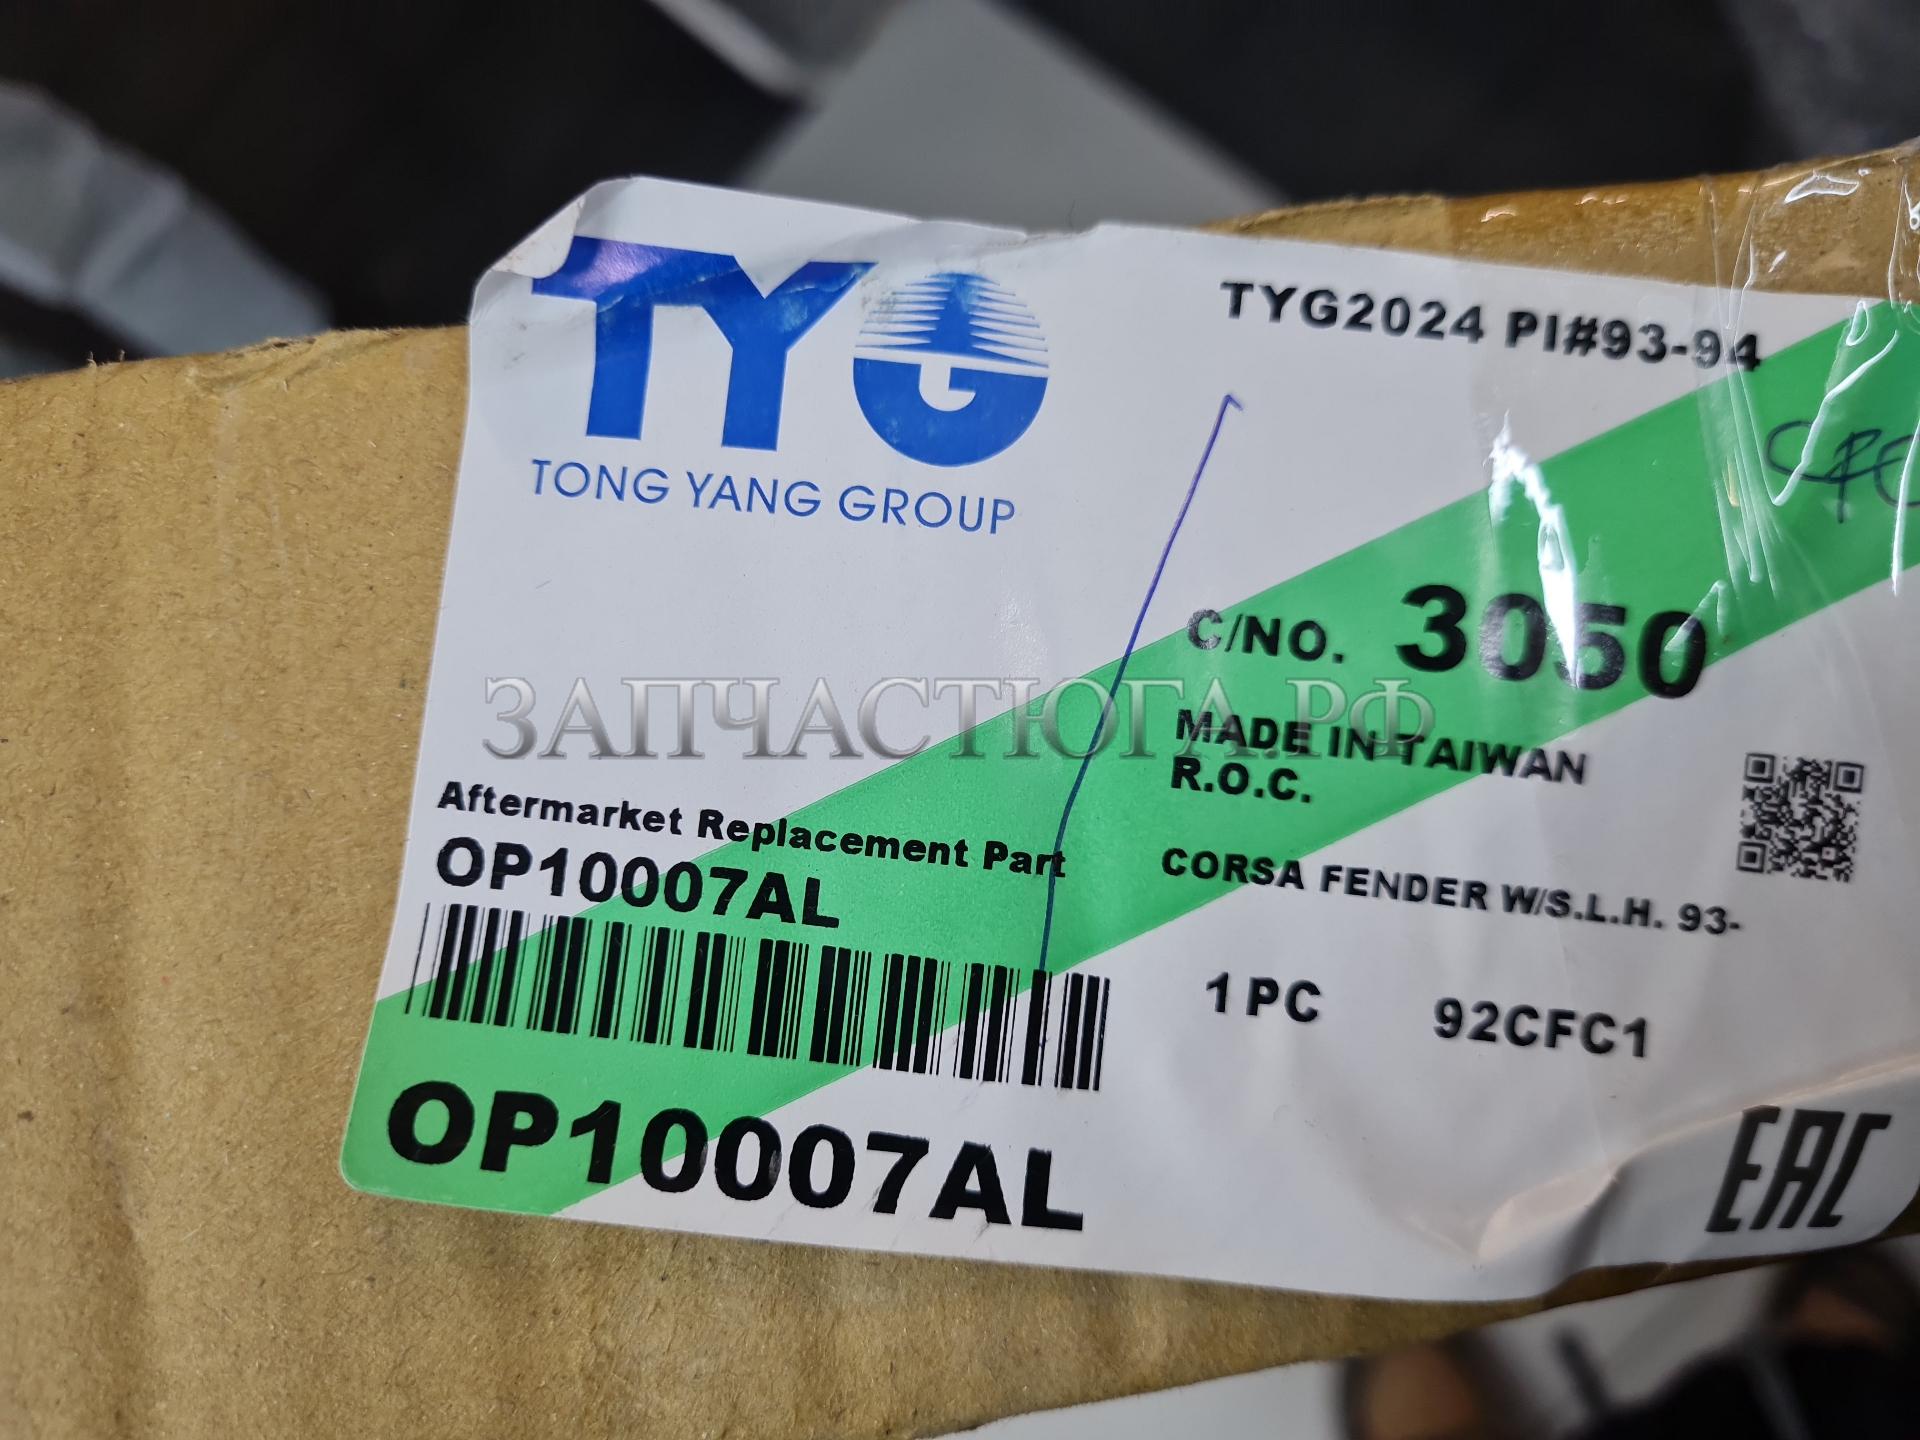 TYG
TONG YANG GROUP
TYG2024 PI#93-94
C/NO. 3050
MADE IN TAIWAN
R.O.C.
ЗАПЧАСТЮГА.РФ
Aftermarket Replacement Part
OP10007AL
CORSA FENDER W/S.L.H. 93-
1 PC 92CFC1
OP10007AL
EAC